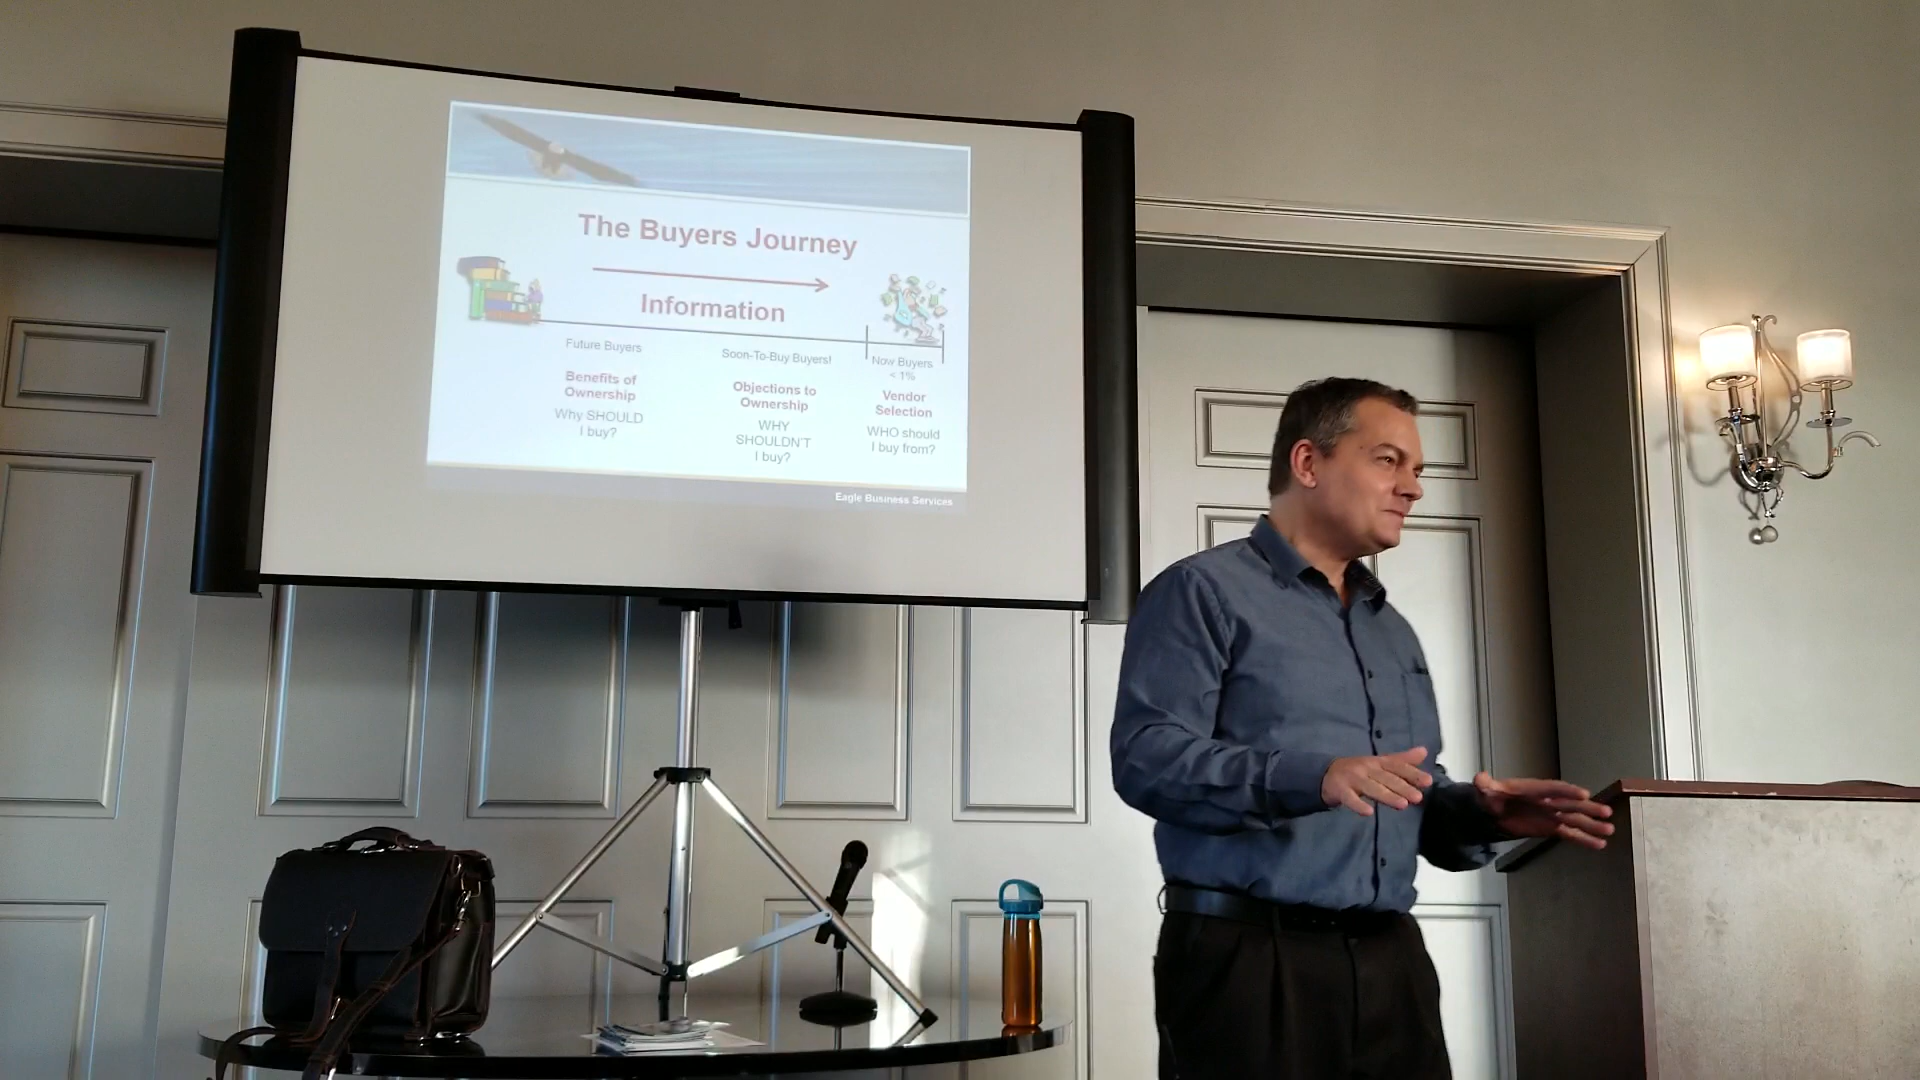 The Buyers Journey
Information
Future Buyers
Benefits of
Ownership
Why SHOULD
I buy?
Soon-To-Buy Buyers!
Objections to
Ownership
WHY
SHOULDN'T
I buy?
Now Buyers
< 1%
Vendor
Selection
WHO should
I buy from?
Eagle Business Services